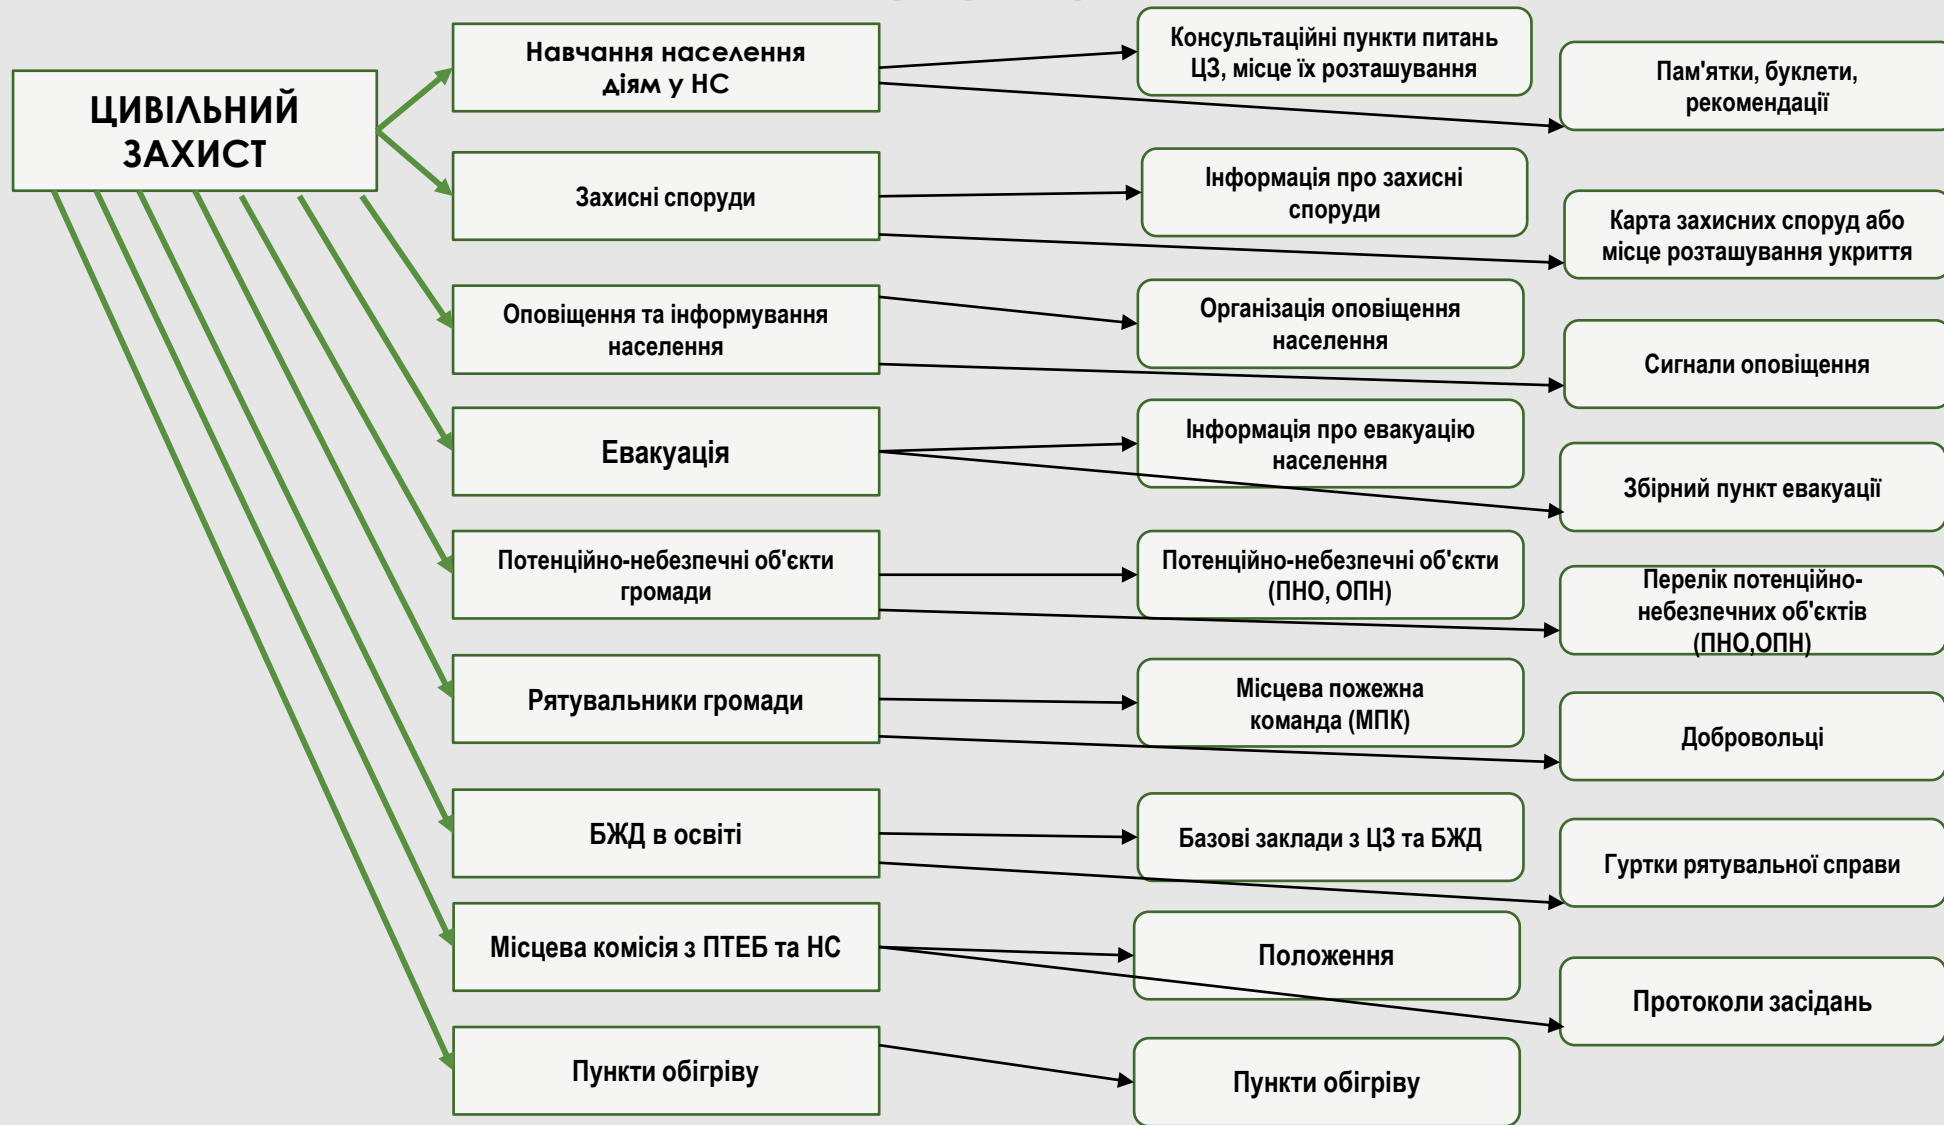 ЦИВІЛЬНИЙ
ЗАХИСТ
Навчання населення
діям у НС
Консультаційні пункти питань
ЦЗ, місце їх розташування
Пам'ятки, буклети,
рекомендації
Захисні споруди
Інформація про захисні
споруди
Карта захисних споруд або
місце розташування укриття
Оповіщення та інформування
населення
Організація оповіщення
населення
Сигнали оповіщення
Евакуація
Інформація про евакуацію
населення
Збірний пункт евакуації
Потенційно-небезпечні об'єкти
громади
Потенційно-небезпечні об'єкти
(ПНО, ОПН)
Перелік потенційно-
небезпечних об'єктів
(ПНО,ОПН)
Рятувальники громади
Місцева пожежна
команда (МПК)
Добровольці
БЖД в освіті
Базові заклади з ЦЗ та БЖД
Гуртки рятувальної справи
Місцева комісія з ПТЕБ та НС
Положення
Протоколи засідань
Пункти обігріву
Пункти обігріву